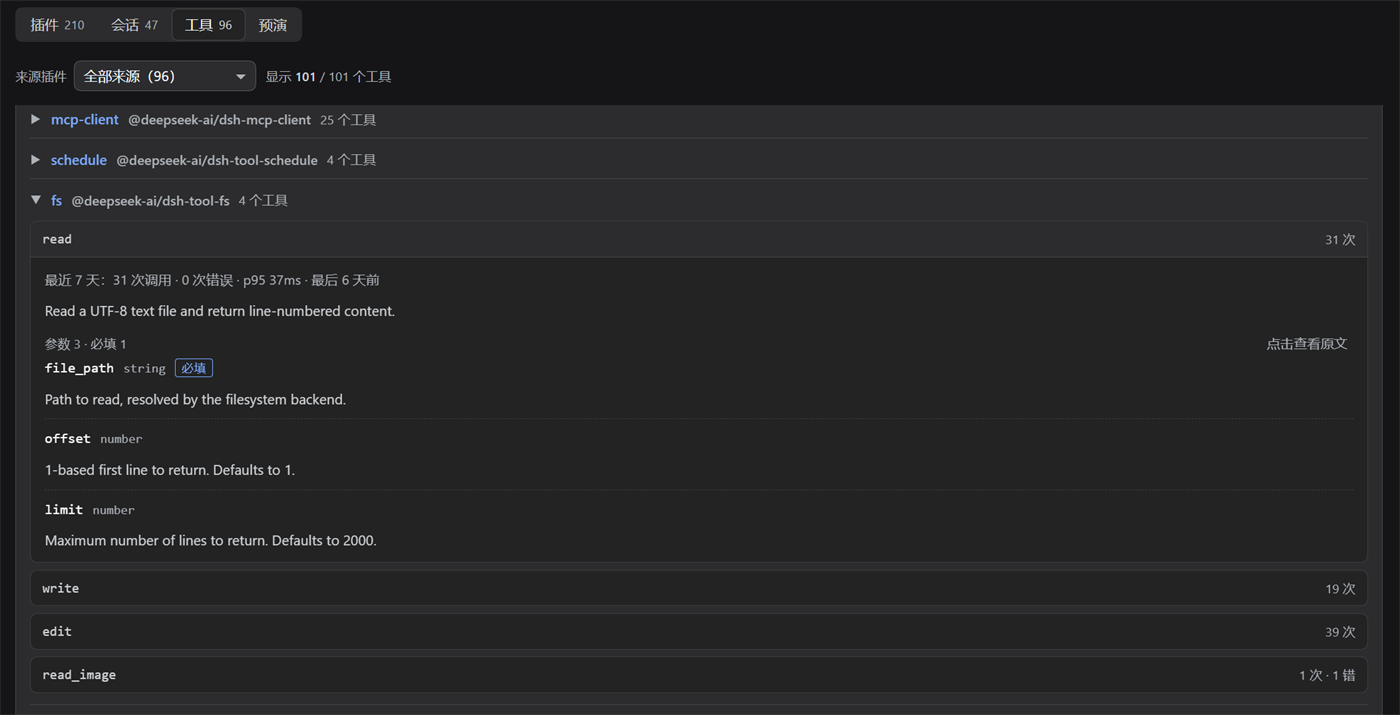 插件 210 会话 47 工具 96 预演
来源插件 全部来源（96） 显示 101 / 101 个工具
mcp-client @deepseek-ai/dsh-mcp-client 25 个工具
schedule @deepseek-ai/dsh-tool-schedule 4 个工具
fs @deepseek-ai/dsh-tool-fs 4 个工具
read 31 次
最近 7 天：31 次调用 · 0 次错误 · p95 37ms · 最后 6 天前
Read a UTF-8 text file and return line-numbered content.
参数 3 · 必填 1 点击查看原文
file_path string 必填
Path to read, resolved by the filesystem backend.
offset number
1-based first line to return. Defaults to 1.
limit number
Maximum number of lines to return. Defaults to 2000.
write 19 次
edit 39 次
read_image 1 次 · 1 错